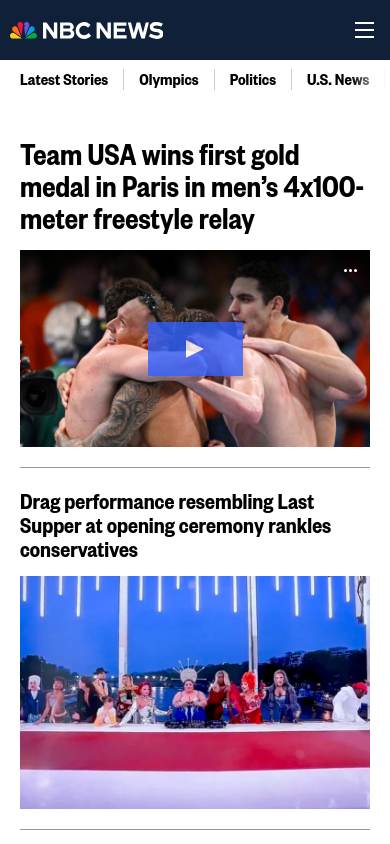 NBC NEWS
Latest Stories
Olympics
Politics
U.S. News
Team USA wins first gold
medal in Paris in men’s 4x100-
meter freestyle relay
Drag performance resembling Last
Supper at opening ceremony rankles
conservatives